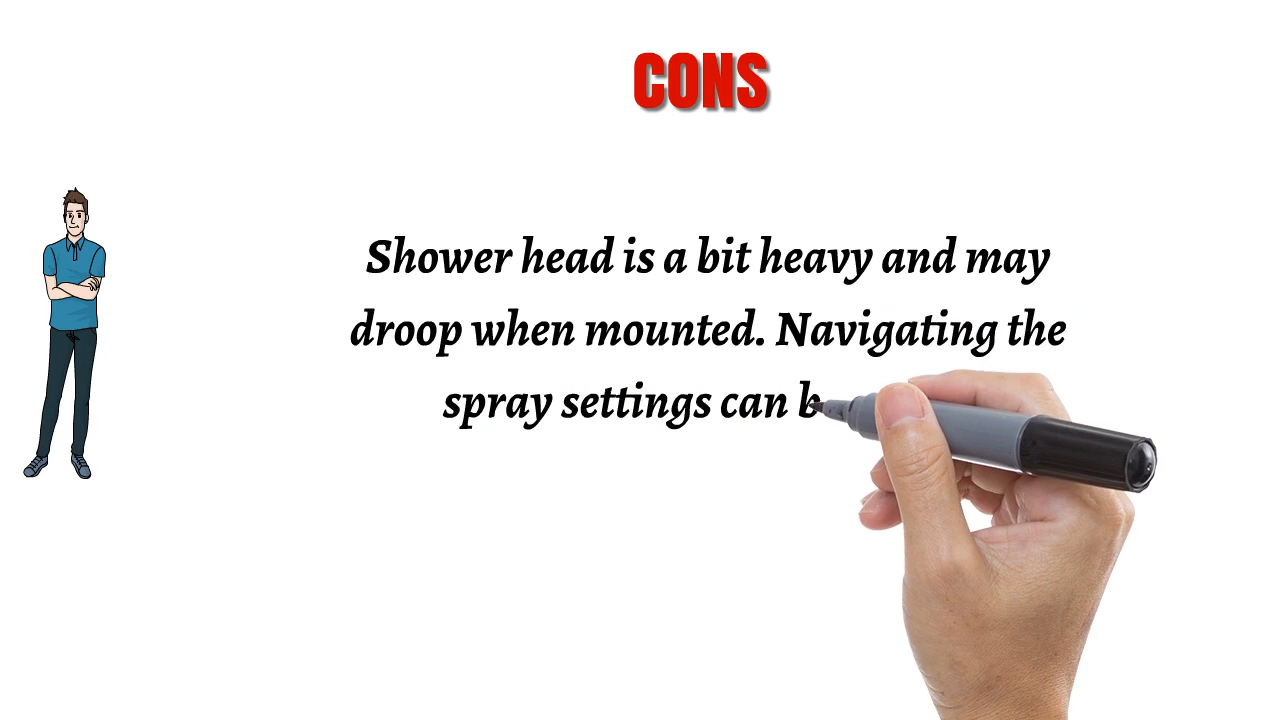 CONS
Shower head is a bit heavy and may
droop when mounted. Navigating the
spray settings can b